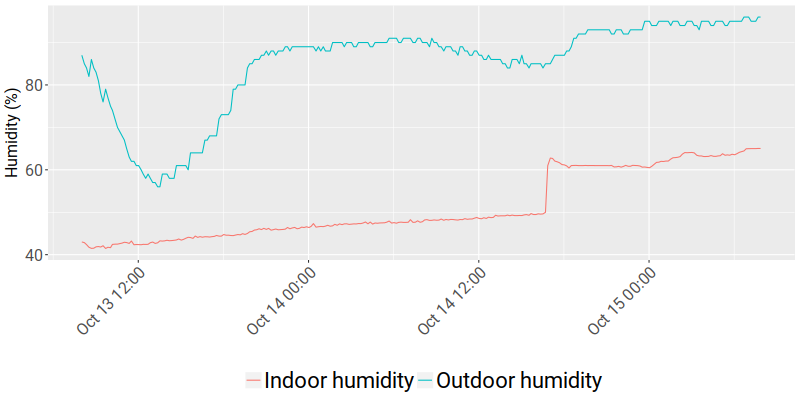 Humidity (%)
80
60
40
Oct 13 12:00
Oct 14 00:00
Oct 14 12:00
Oct 15 00:00
Indoor humidity
Outdoor humidity